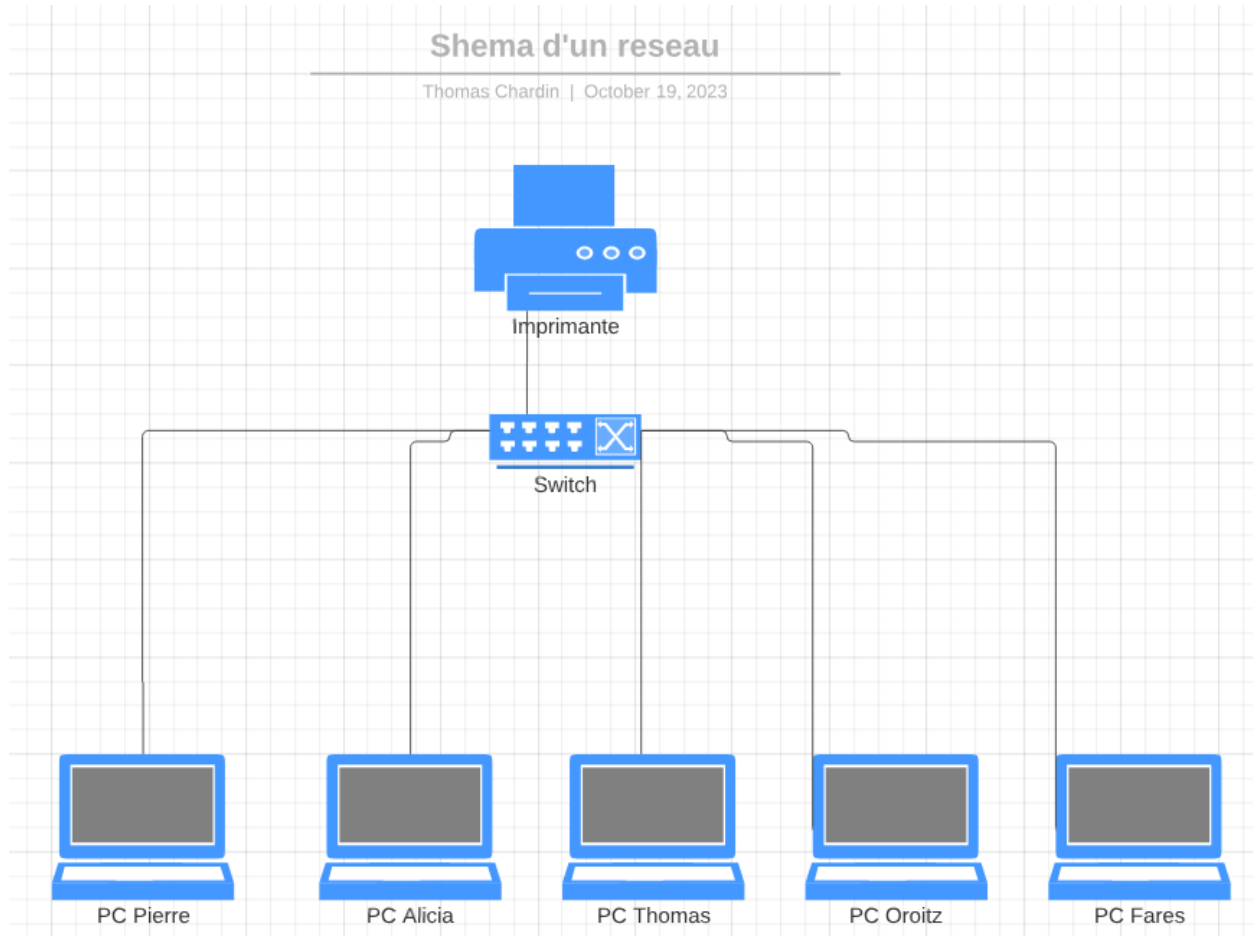 Shema d'un reseau
Thomas Chardin | October 19, 2023
Imprimante
Switch
PC Pierre
PC Alicia
PC Thomas
PC Oroitz
PC Fares